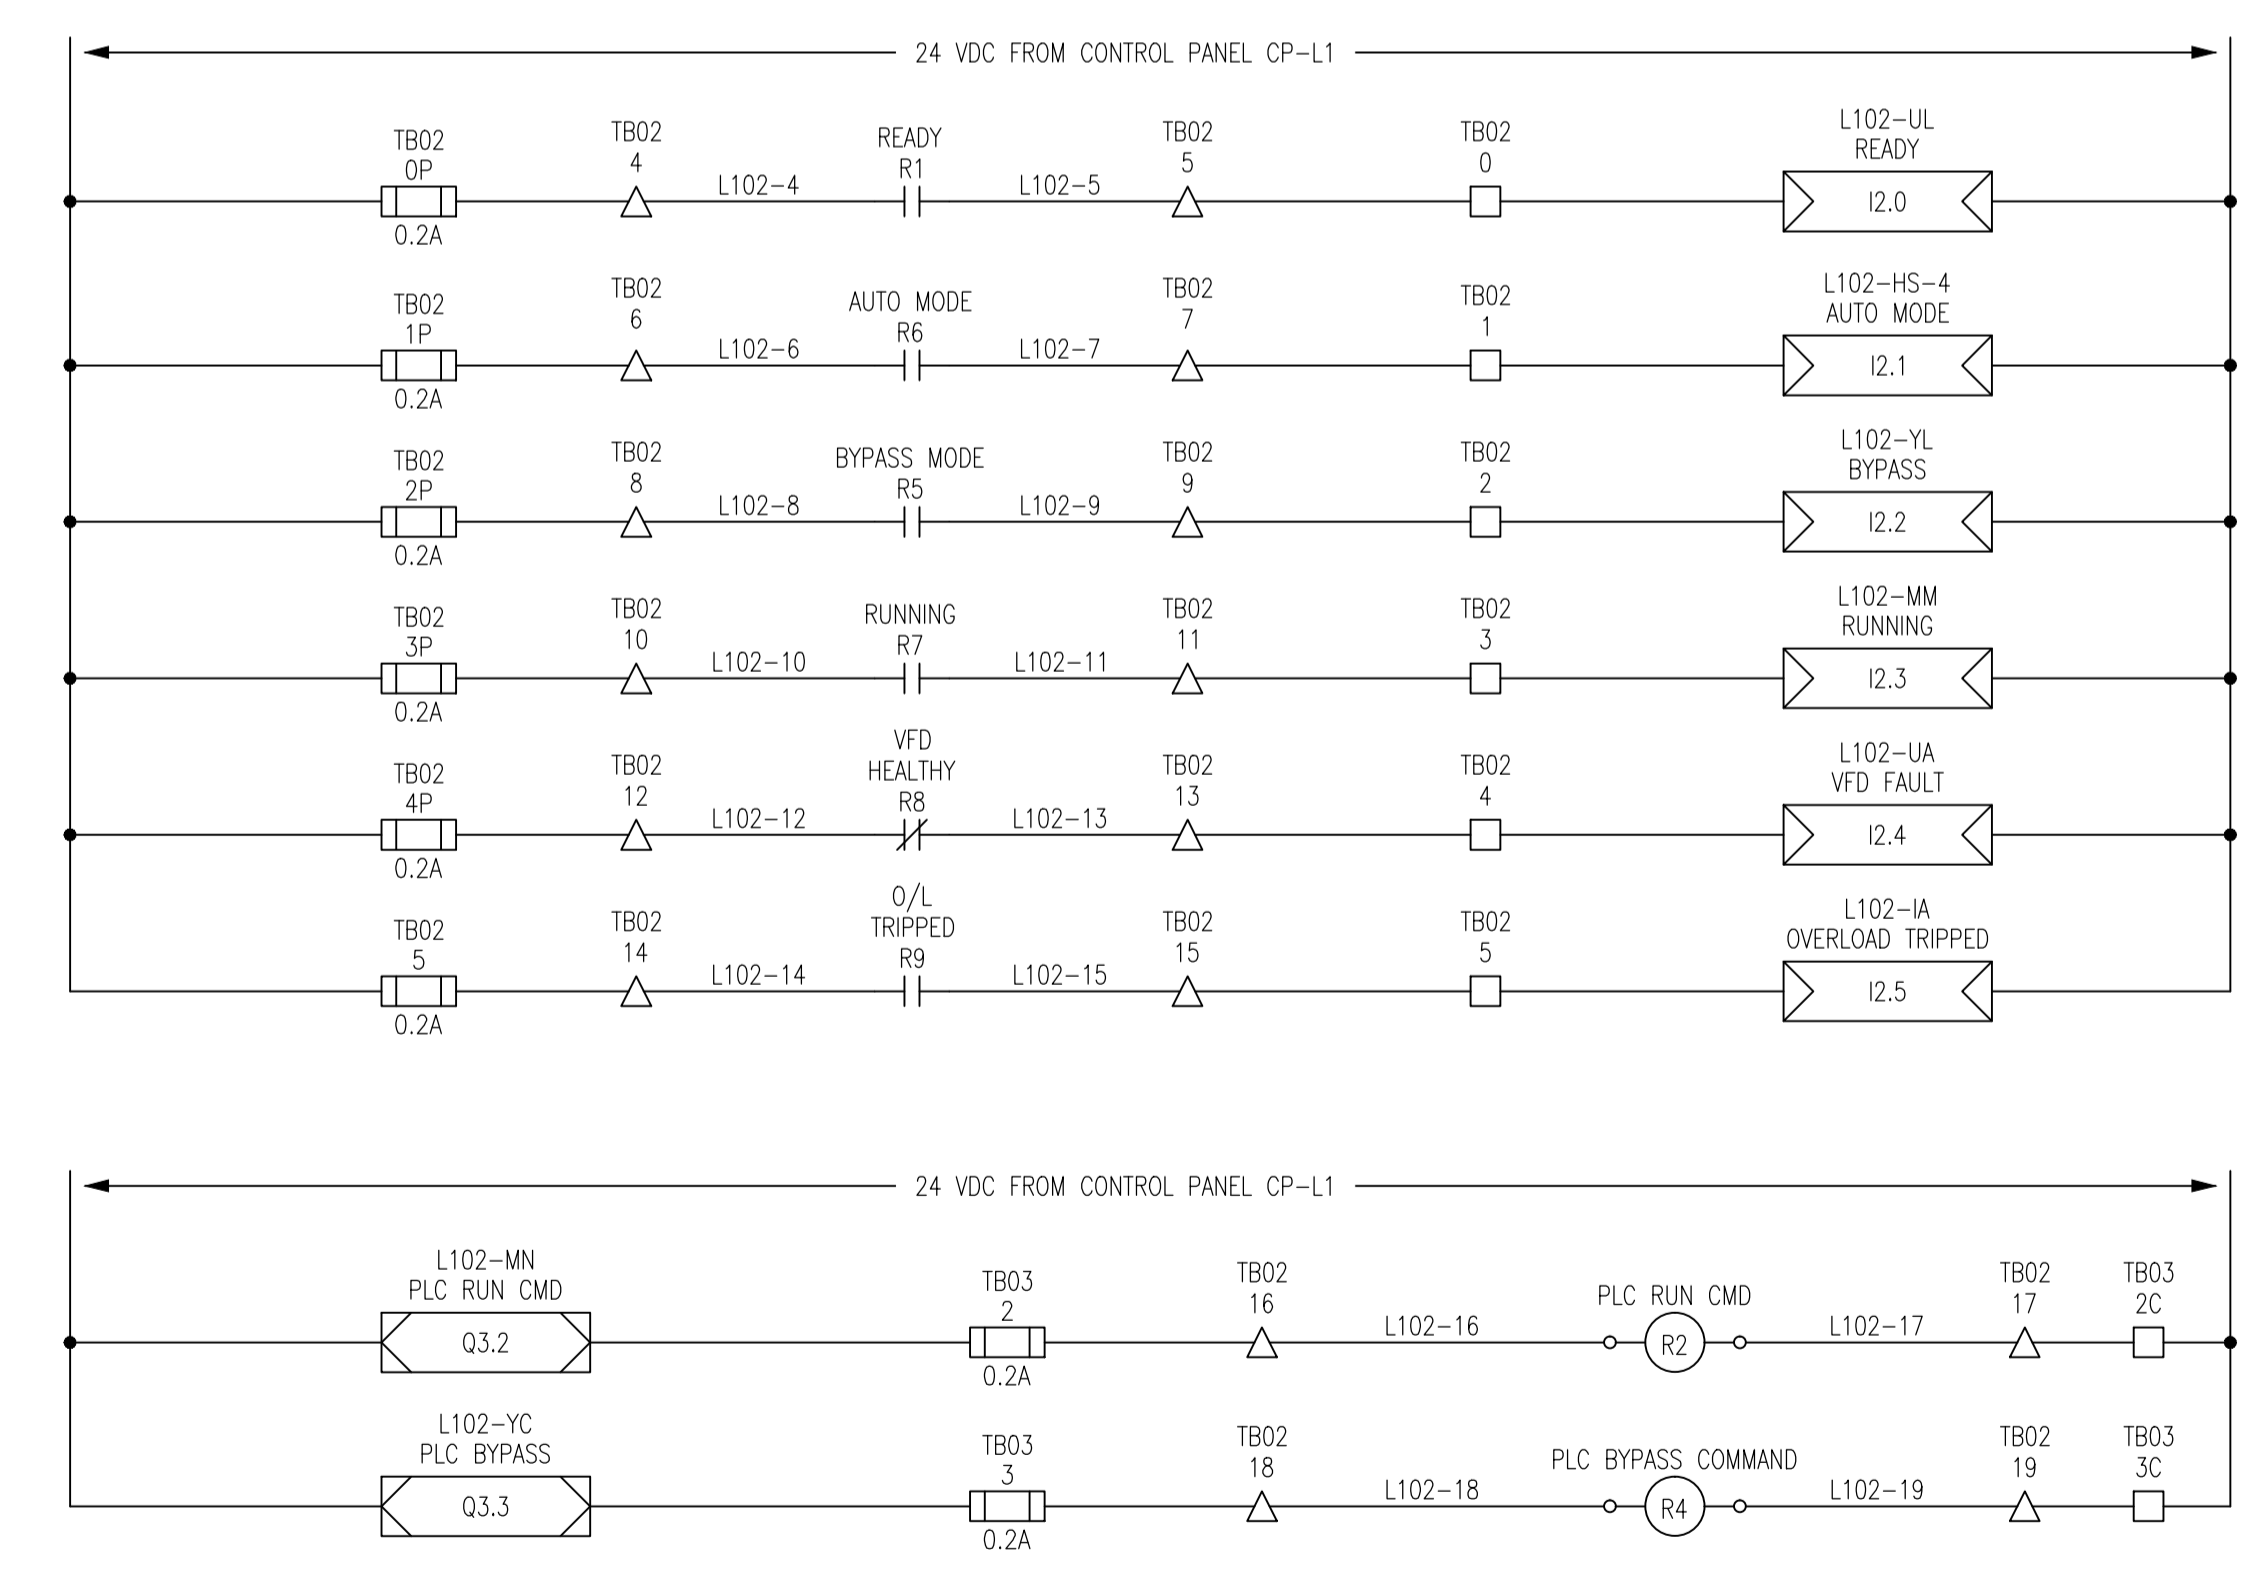 24 VDC FROM CONTROL PANEL CP-L1
TB02
0P
0.2A
TB02
4
L102-4
READY
R1
L102-5
TB02
5
TB02
0
L102-UL
READY
I2.0
TB02
1P
0.2A
TB02
6
L102-6
AUTO MODE
R6
L102-7
TB02
7
TB02
1
L102-HS-4
AUTO MODE
I2.1
TB02
2P
0.2A
TB02
8
L102-8
BYPASS MODE
R5
L102-9
TB02
9
TB02
2
L102-YL
BYPASS
I2.2
TB02
3P
0.2A
TB02
10
L102-10
RUNNING
R7
L102-11
TB02
11
TB02
3
L102-MM
RUNNING
I2.3
TB02
4P
0.2A
TB02
12
L102-12
VFD
HEALTHY
R8
L102-13
TB02
13
TB02
4
L102-UA
VFD FAULT
I2.4
TB02
5
0.2A
TB02
14
L102-14
O/L
TRIPPED
R9
L102-15
TB02
15
TB02
5
L102-IA
OVERLOAD TRIPPED
I2.5
24 VDC FROM CONTROL PANEL CP-L1
L102-MN
PLC RUN CMD
Q3.2
TB03
2
0.2A
TB02
16
L102-16
PLC RUN CMD
R2
L102-17
TB02
17
TB03
2C
L102-YC
PLC BYPASS
Q3.3
TB03
3
0.2A
TB02
18
L102-18
PLC BYPASS COMMAND
R4
L102-19
TB02
19
TB03
3C